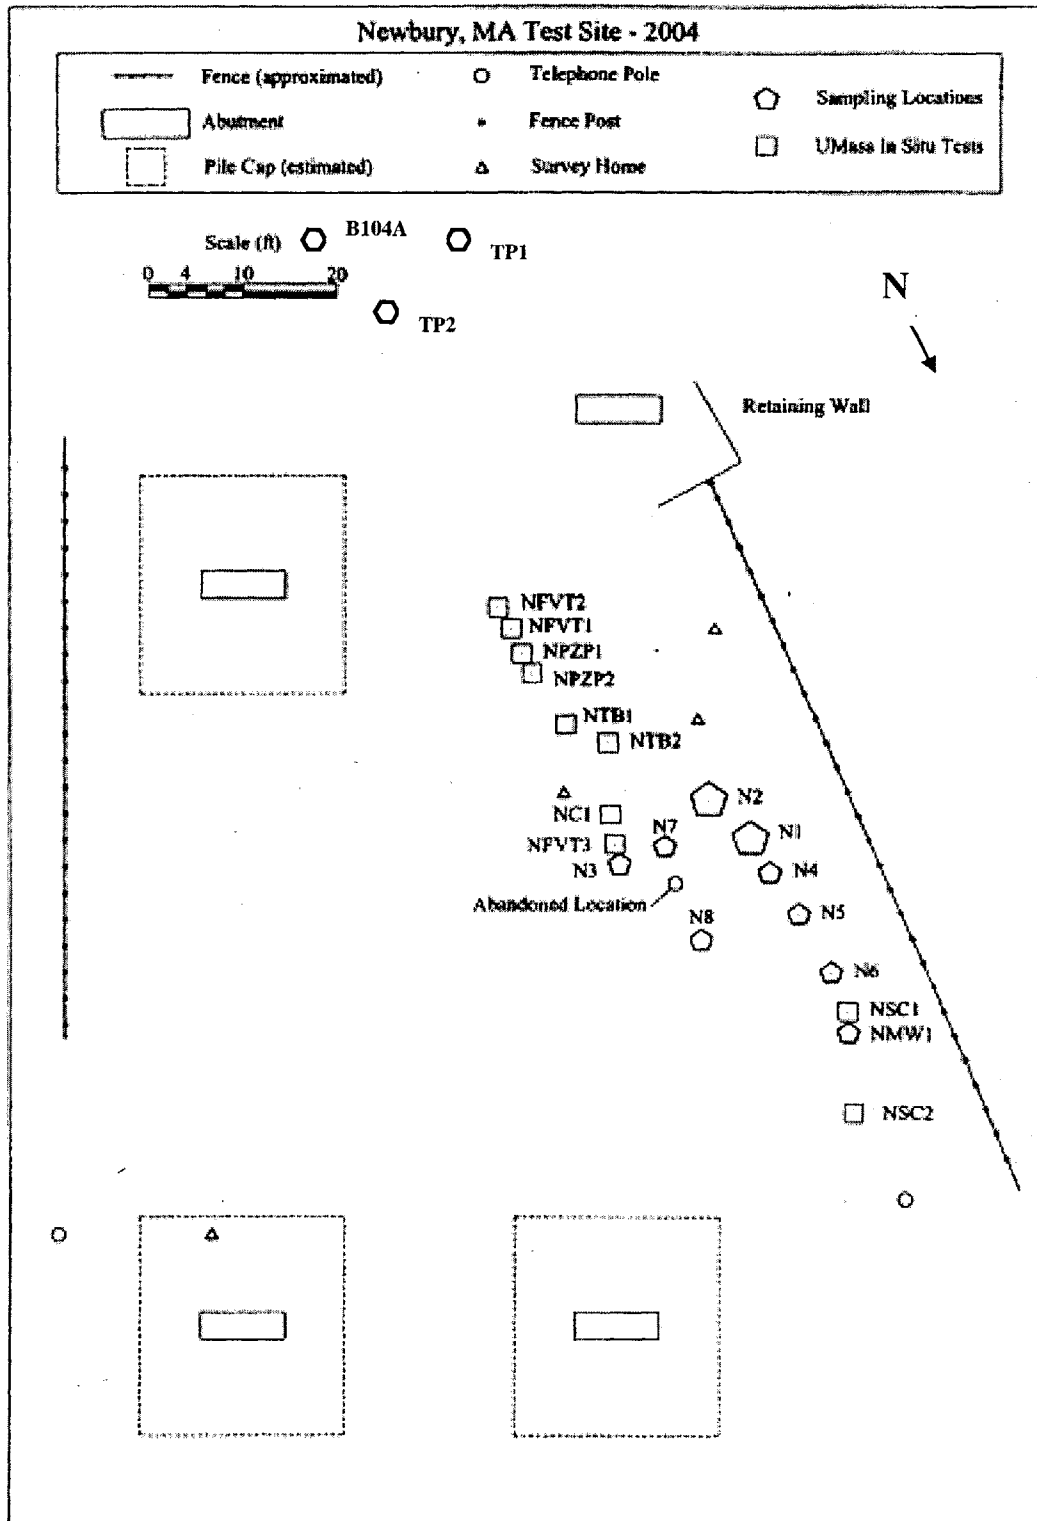 Newbury, MA Test Site - 2004
Fence (approximated)
Telephone Pole
Sampling Locations
Abutment
Fence Post
UMass In Situ Tests
Pile Cap (estimated)
Survey Home
B104A
Scale (ft)
TP1
0 4 10 20
N
TP2
Retaining Wall
NFVT2
NFVT1
NPZP1
NPZP2
NTB1
NTB2
N2
NC1
N7
N1
NFVT3
N3
N4
Abandoned Location
N8
N5
N6
NSC1
NMW1
NSC2